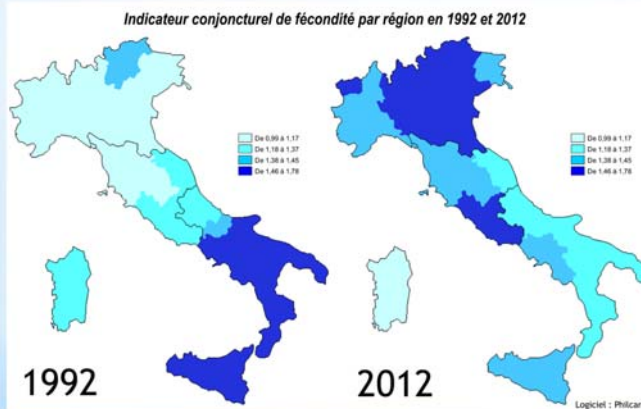 Indicateur conjoncturel de fécondité par région en 1992 et 2012
De 0,99 à 1,17
De 1,18 à 1,37
De 1,38 à 1,45
De 1,46 à 1,78
De 0,99 à 1,17
De 1,18 à 1,37
De 1,38 à 1,45
De 1,46 à 1,78
1992
2012